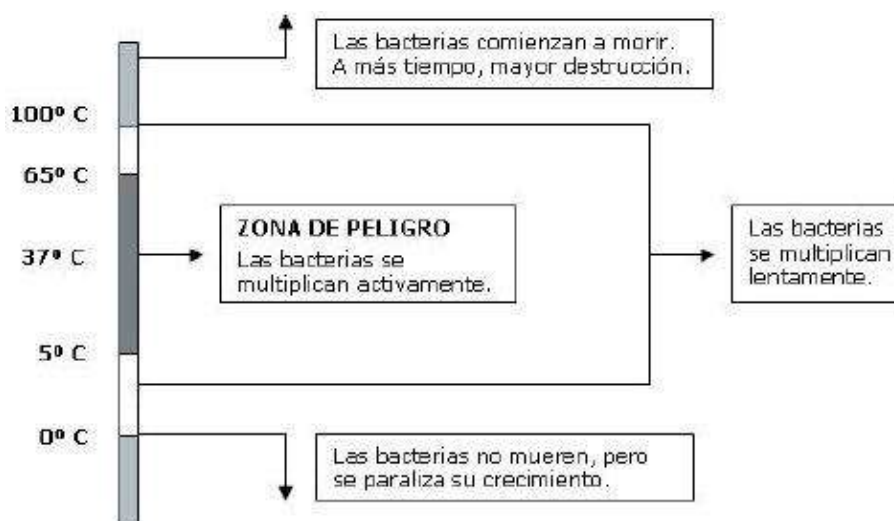 Las bacterias comienzan a morir.
A más tiempo, mayor destrucción.
100º C
65º C
ZONA DE PELIGRO
Las bacterias se
multiplican activamente.
37º C
Las bacterias
se multiplican
lentamente.
5º C
0º C
Las bacterias no mueren, pero
se paraliza su crecimiento.